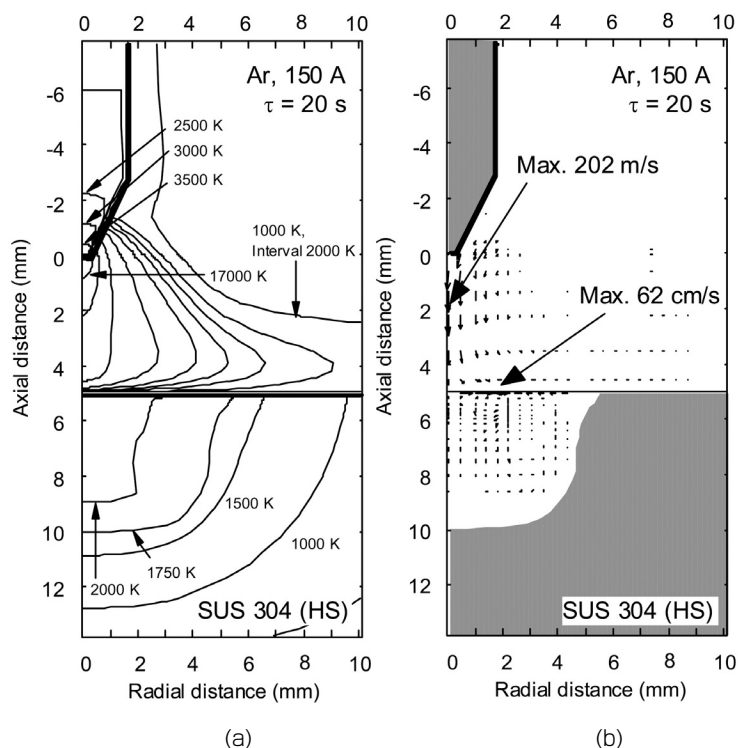 0 2 4 6 8 10
Ar, 150 A
τ = 20 s
-6
-4
-2
0
2
4
6
8
10
12
Axial distance (mm)
2500 K
3000 K
3500 K
1000 K,
Interval 2000 K
17000 K
1500 K
1000 K
1750 K
2000 K
SUS 304 (HS)
0 2 4 6 8 10
Radial distance (mm)
(a)
0 2 4 6 8 10
Ar, 150 A
τ = 20 s
-6
-4
-2
0
2
4
6
8
10
12
Axial distance (mm)
Max. 202 m/s
Max. 62 cm/s
SUS 304 (HS)
0 2 4 6 8 10
Radial distance (mm)
(b)